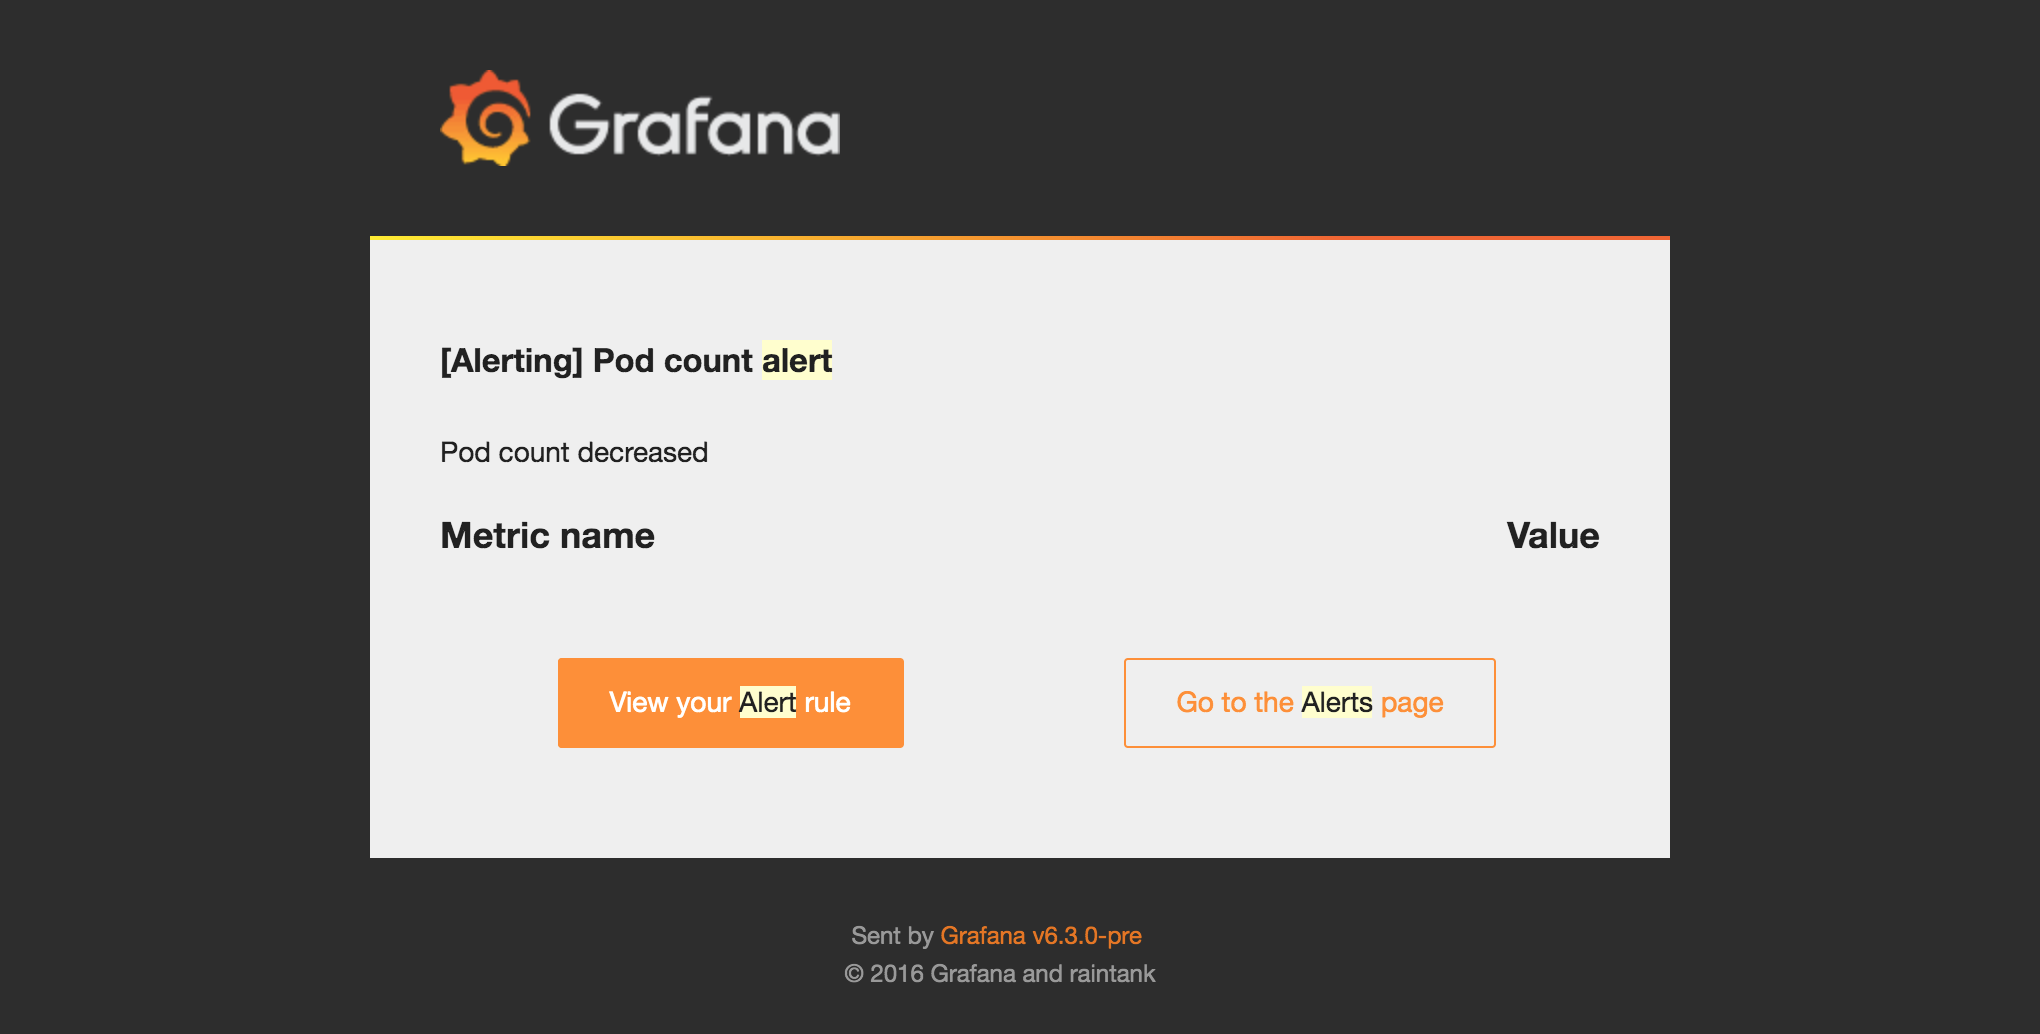 Grafana
[Alerting] Pod count alert
Pod count decreased
Metric name Value
View your Alert rule
Go to the Alerts page
Sent by Grafana v6.3.0-pre
© 2016 Grafana and raintank